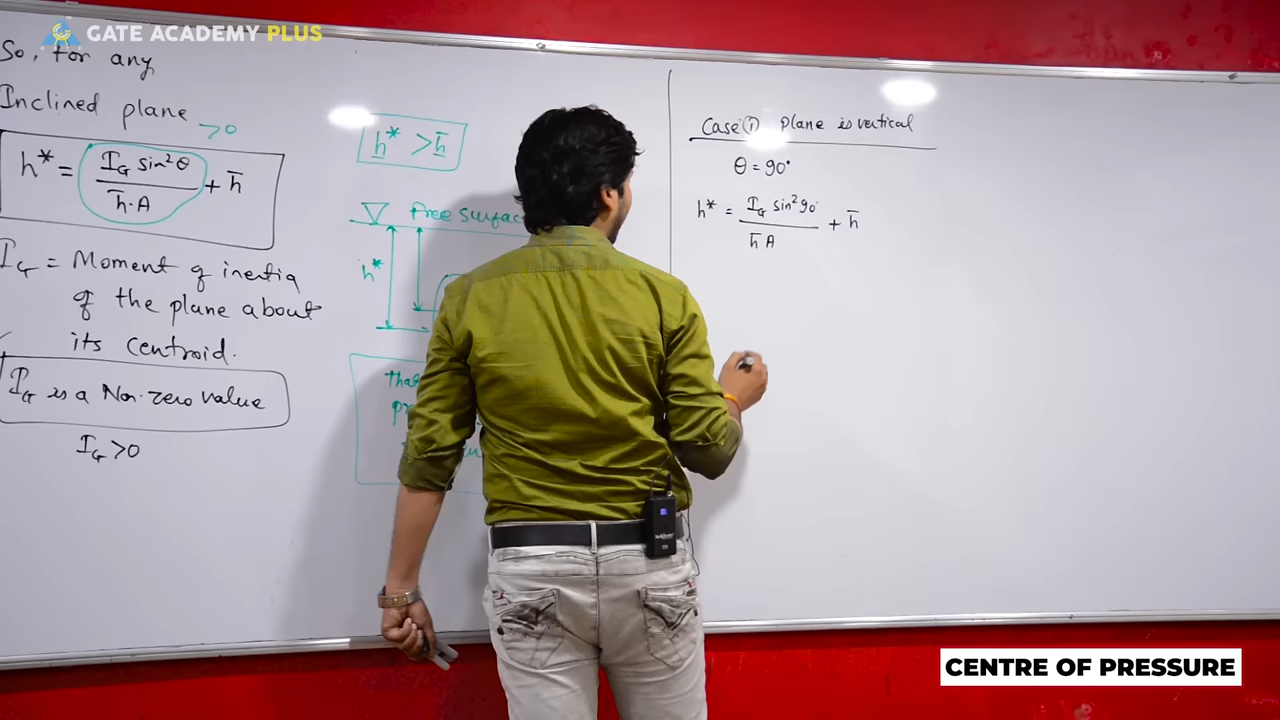 GATE ACADEMY PLUS
So, for any
Inclined plane
>0
h* = I_G sin²θ / h̄·A + h̄
I_G = Moment of inertia
of the plane about
its centroid.
I_G is a Non-zero value
I_G >0
h* > h̄
Free surfac
h*
That
pr
Case ① plane is vertical
θ = 90°
h* = I_G sin²90° / h̄ A + h̄
CENTRE OF PRESSURE